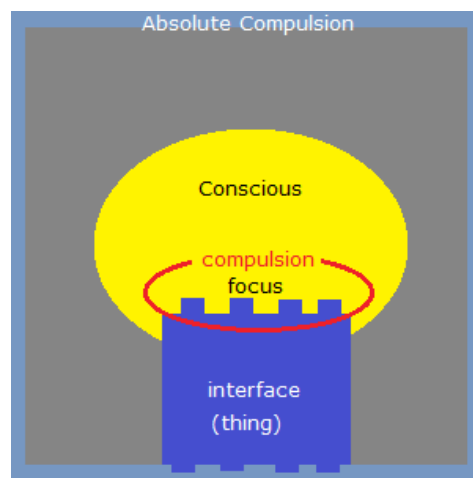 Absolute Compulsion
Conscious
compulsion
focus
interface
(thing)